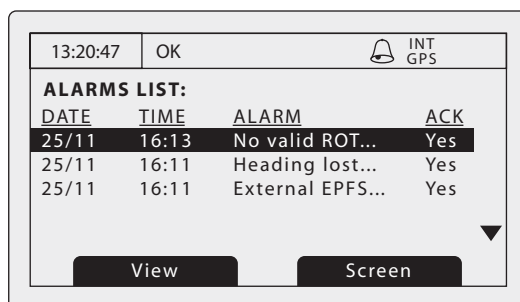 13:20:47 OK INT
GPS
ALARMS LIST:
DATE TIME ALARM ACK
25/11 16:13 No valid ROT... Yes
25/11 16:11 Heading lost... Yes
25/11 16:11 External EPFS... Yes
View Screen